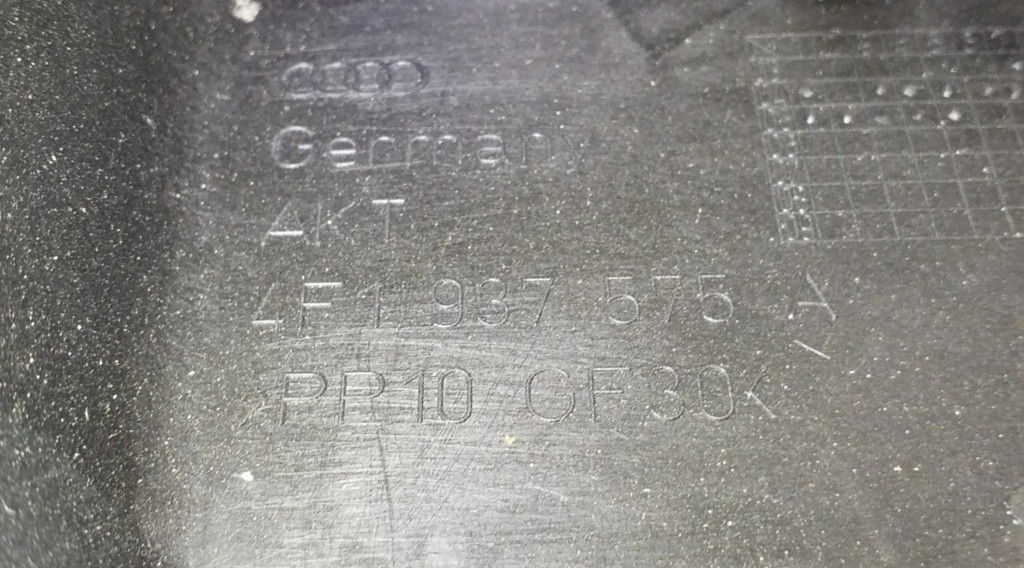 Germany
AKT
4F1 937 575 A
>PP10 GF30<